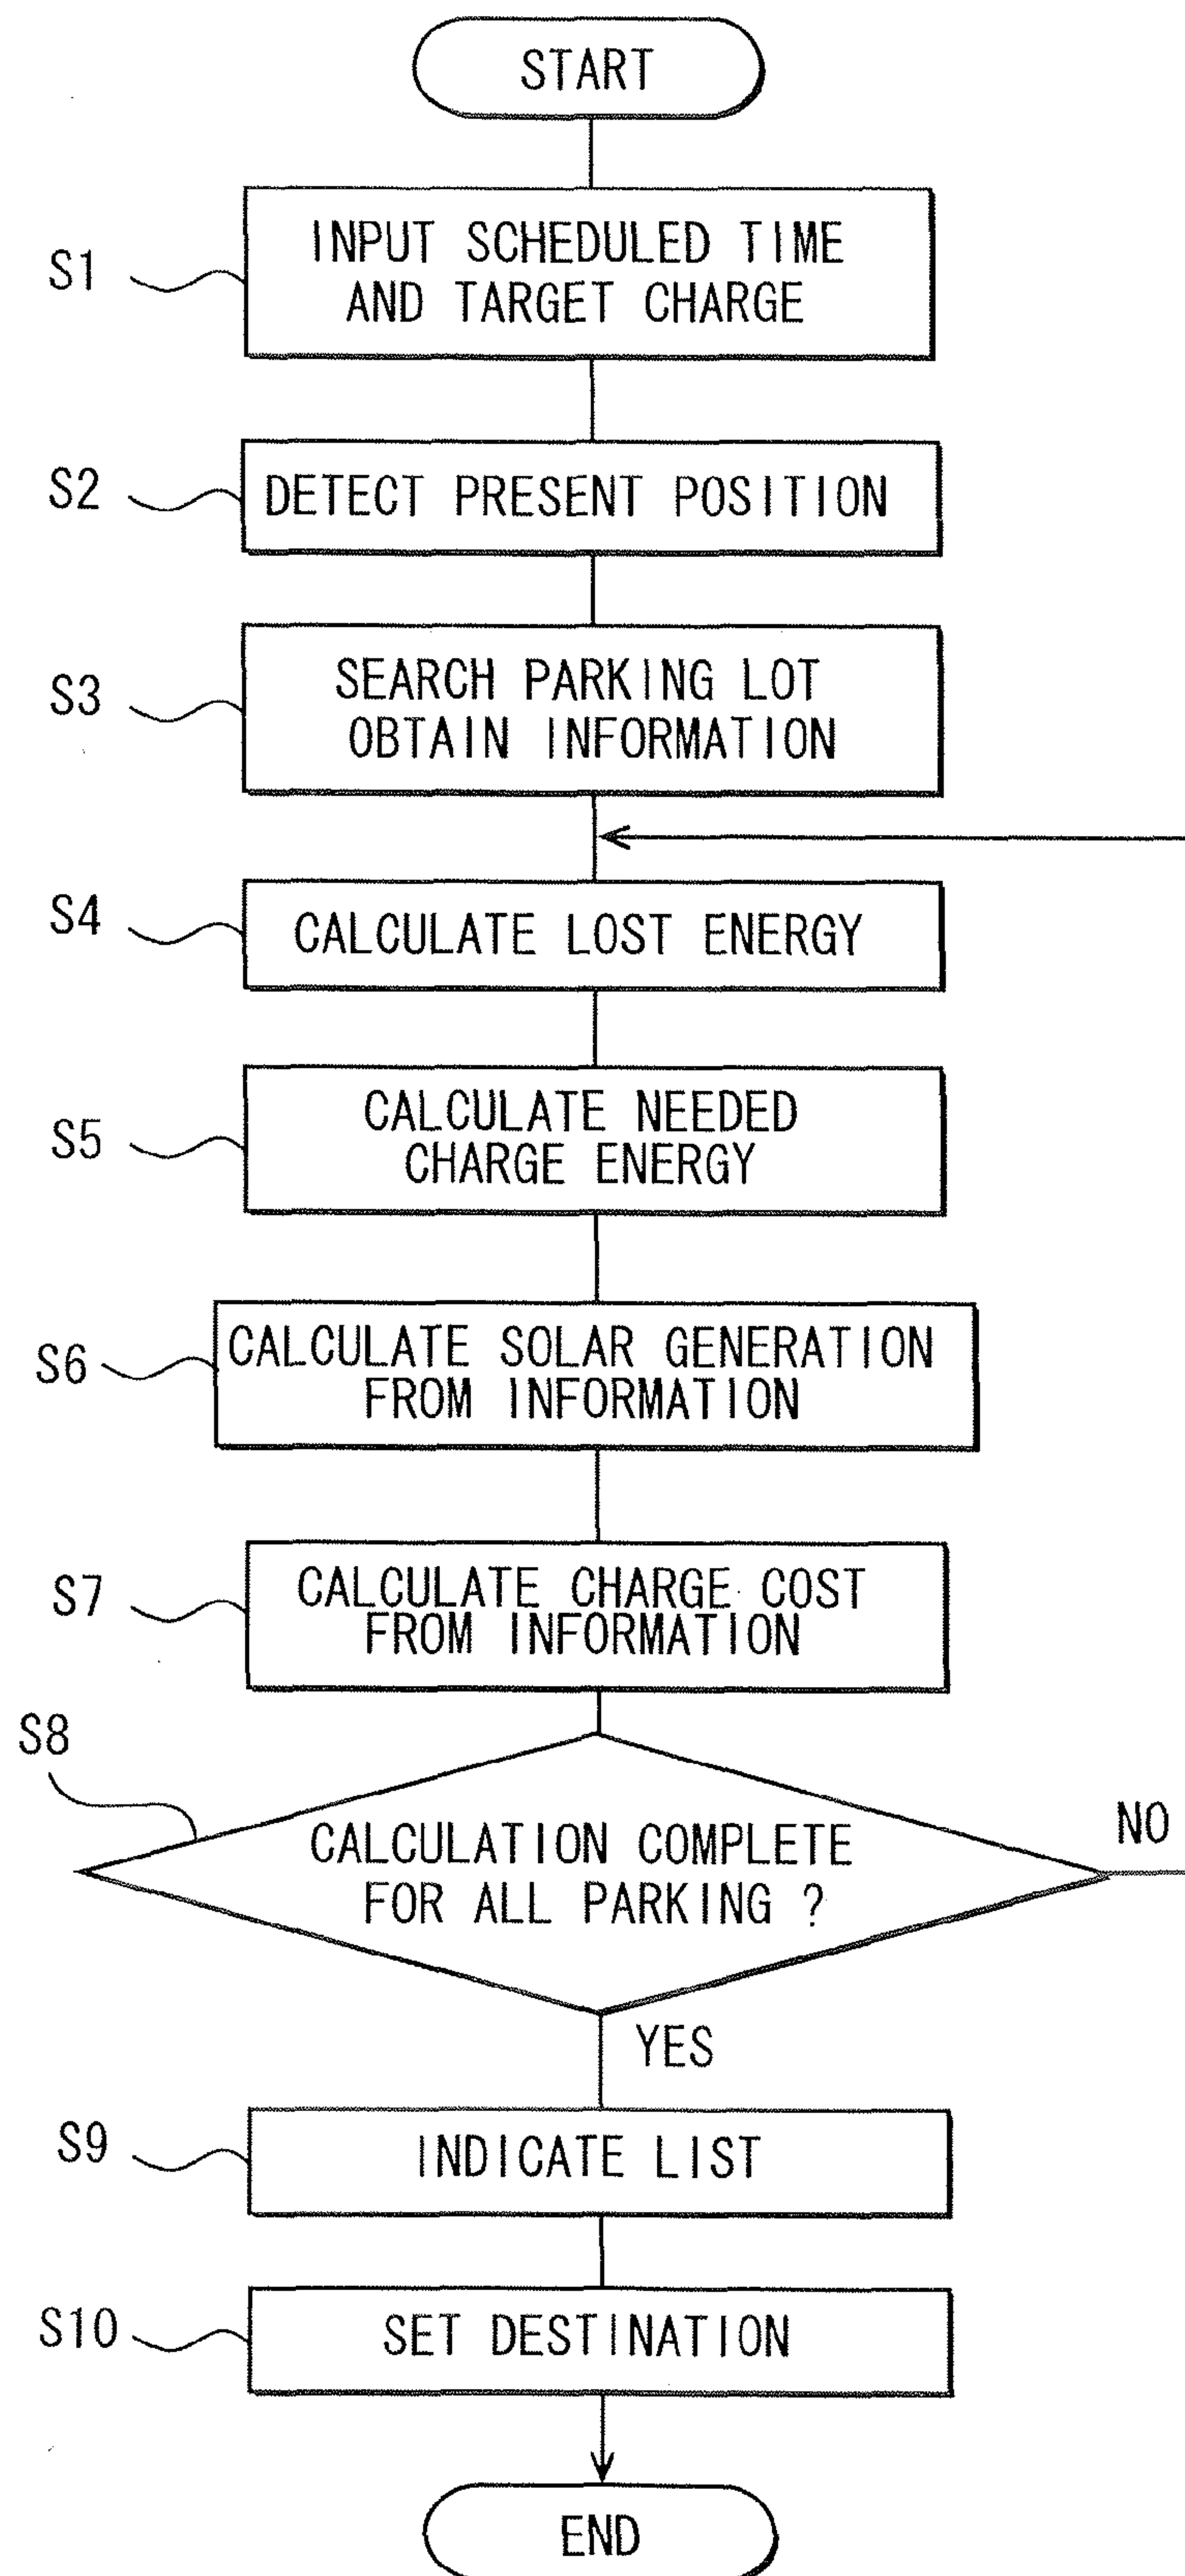 START
S1
INPUT SCHEDULED TIME
AND TARGET CHARGE
S2
DETECT PRESENT POSITION
S3
SEARCH PARKING LOT
OBTAIN INFORMATION
S4
CALCULATE LOST ENERGY
S5
CALCULATE NEEDED
CHARGE ENERGY
S6
CALCULATE SOLAR GENERATION
FROM INFORMATION
S7
CALCULATE CHARGE COST
FROM INFORMATION
S8
CALCULATION COMPLETE
FOR ALL PARKING ?
NO
YES
S9
INDICATE LIST
S10
SET DESTINATION
END